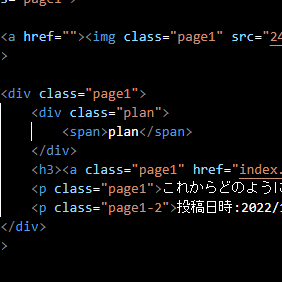 s="page1">
<a href=""><img class="page1" src="24
>
<div class="page1">
<div class="plan">
<span>plan</span>
</div>
<h3><a class="page1" href="index.
<p class="page1">これからどのように
<p class="page1-2">投稿日時:2022/1
</div>
>